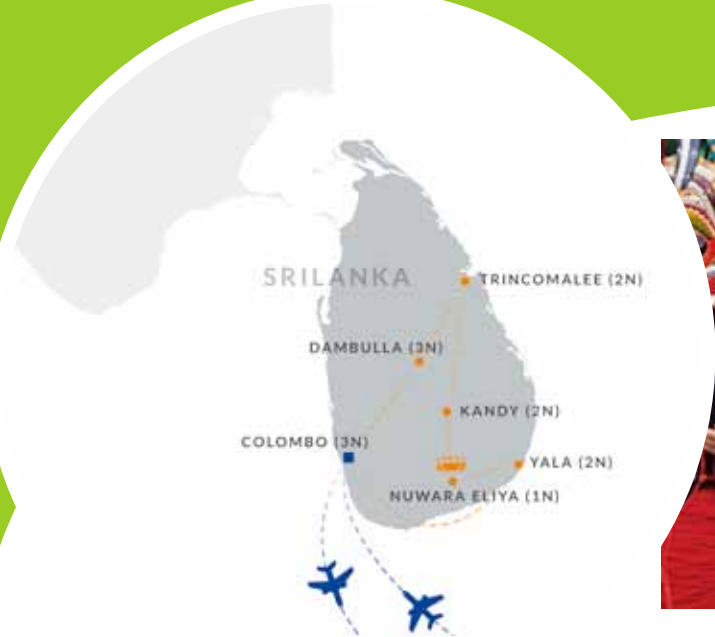 SRILANKA
TRINCOMALEE (2N)
DAMBULLA (3N)
KANDY (2N)
COLOMBO (3N)
YALA (2N)
NUWARA ELIYA (1N)